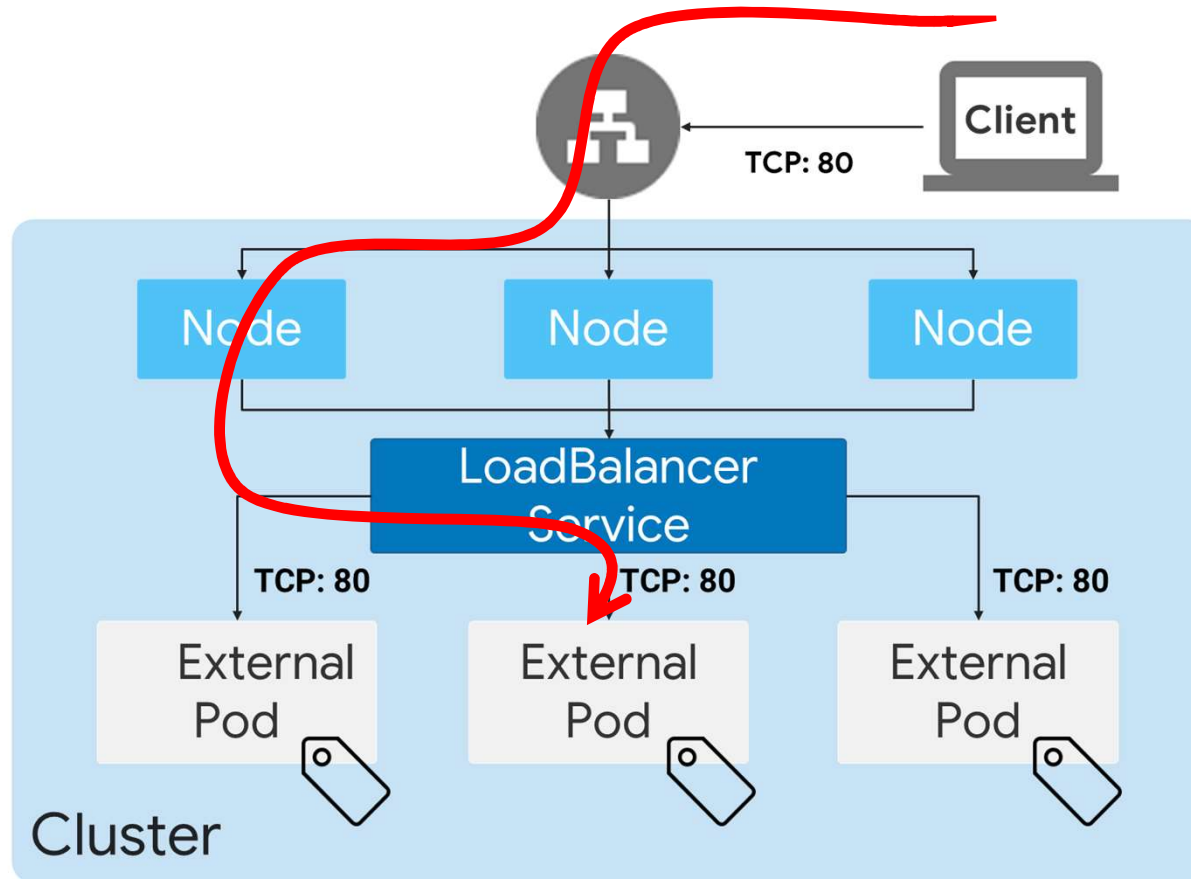 Client
TCP: 80
Node
Node
Node
LoadBalancer
Service
TCP: 80
TCP: 80
TCP: 80
External
Pod
External
Pod
External
Pod
Cluster